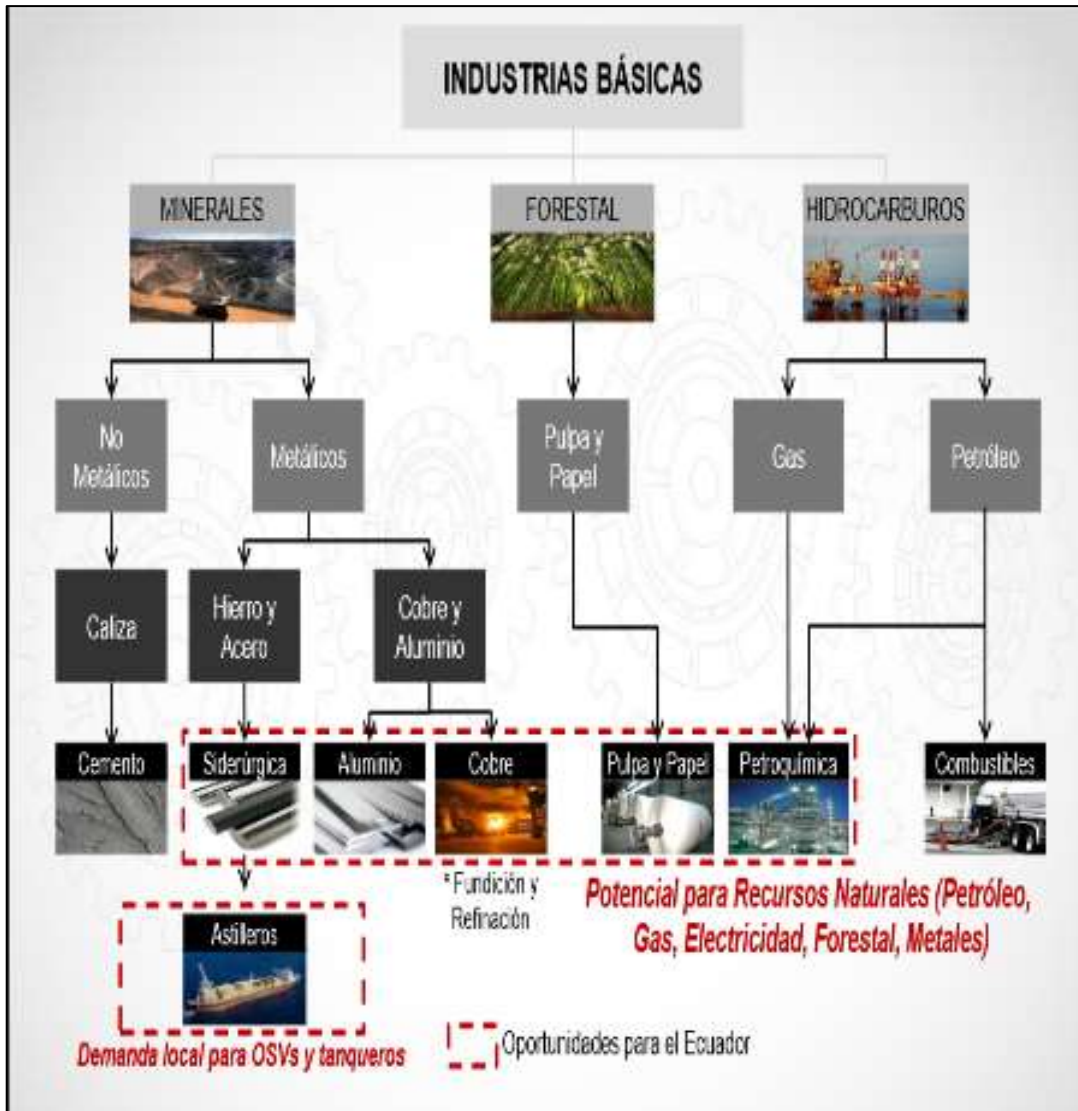 INDUSTRIAS BÁSICAS
MINERALES
FORESTAL
HIDROCARBUROS
No
Metálicos
Metálicos
Pulpa y
Papel
Gas
Petróleo
Caliza
Hierro y
Acero
Cobre y
Aluminio
Cemento
Siderúrgica
Aluminio
Cobre
Pulpa y Papel
Petroquímica
Combustibles
* Fundición y
Refinación
Potencial para Recursos Naturales (Petróleo,
Gas, Electricidad, Forestal, Metales)
Astilleros
Demanda local para OSVs y tanqueros
Oportunidades para el Ecuador